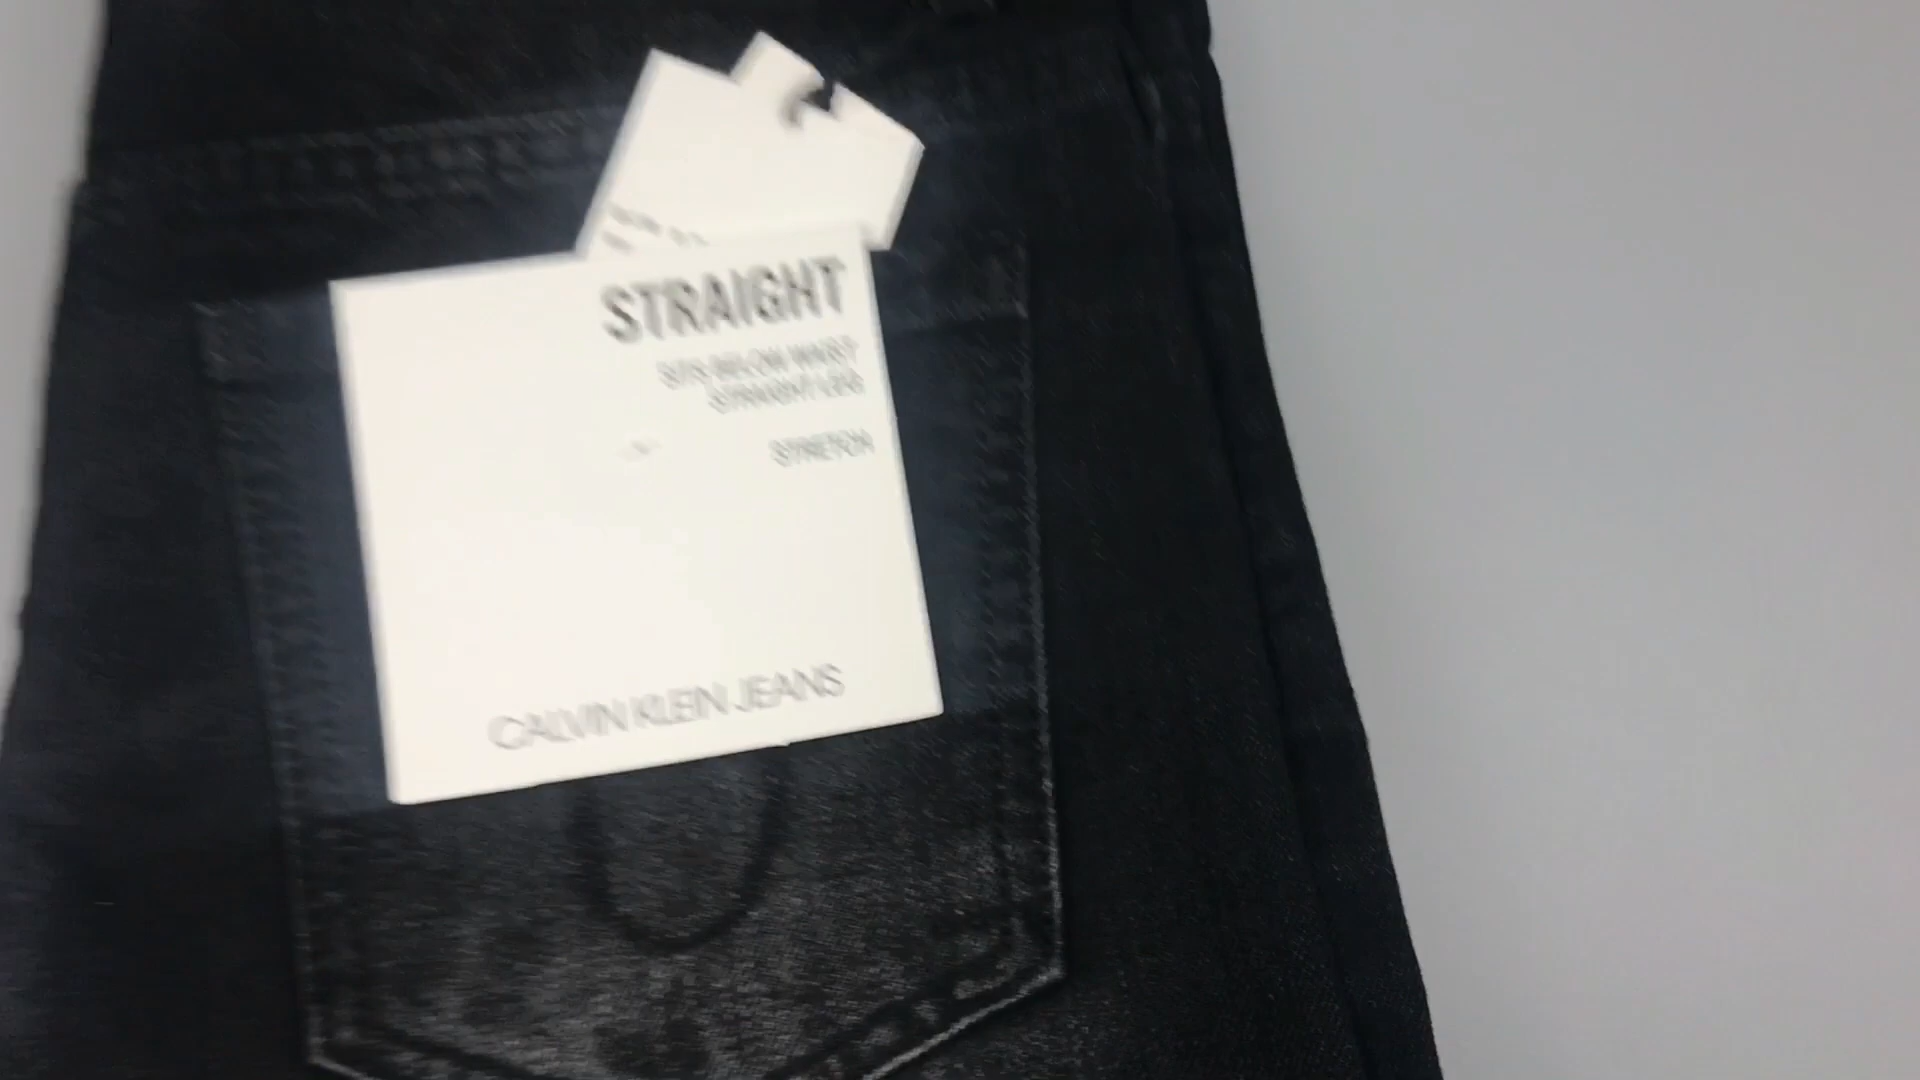 STRAIGHT
SITS BELOW WAIST
STRAIGHT LEG
STRETCH
CALVIN KLEIN JEANS